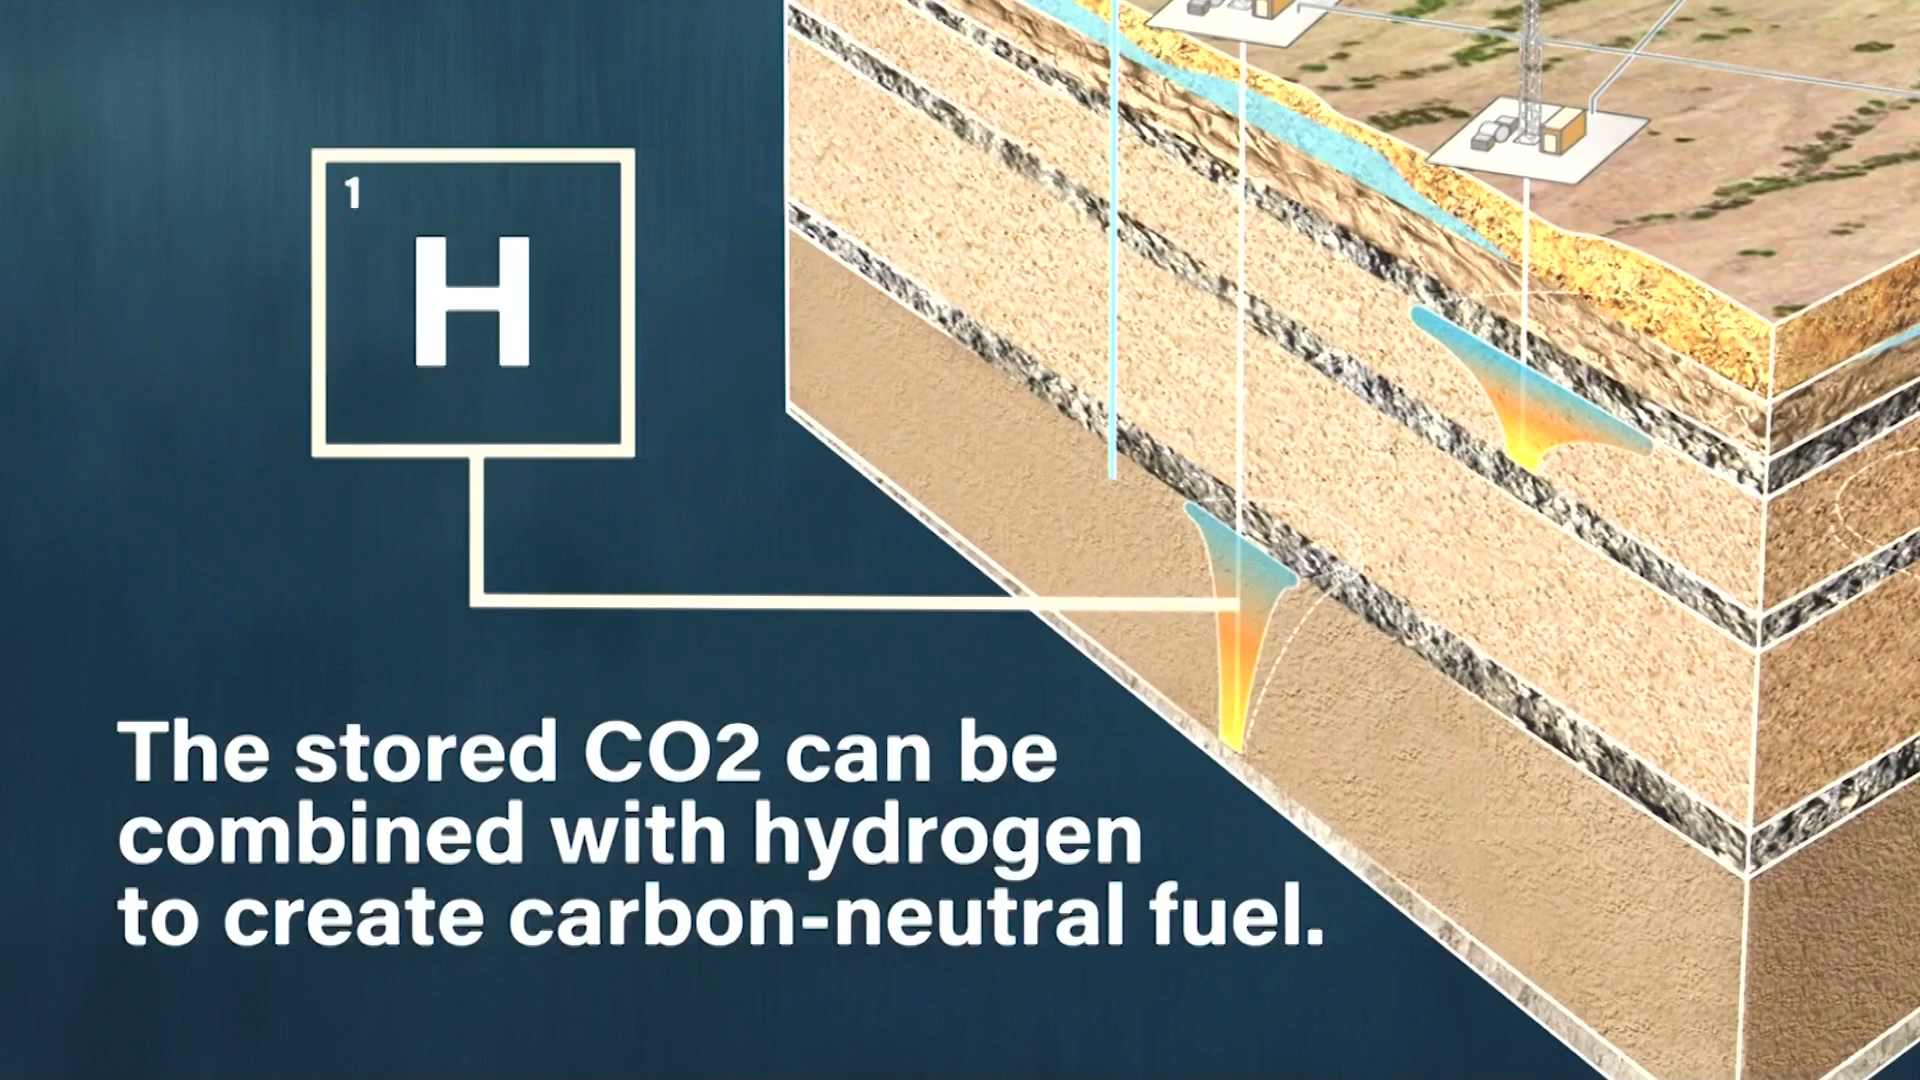 1
H
The stored CO2 can be
combined with hydrogen
to create carbon-neutral fuel.